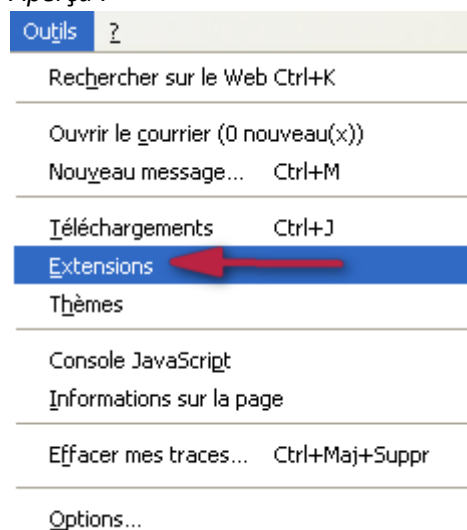 Aperçu :
Outils ?
Rechercher sur le Web Ctrl+K
Ouvrir le courrier (0 nouveau(x))
Nouveau message... Ctrl+M
Téléchargements Ctrl+J
Extensions
Thèmes
Console JavaScript
Informations sur la page
Effacer mes traces... Ctrl+Maj+Suppr
Options...